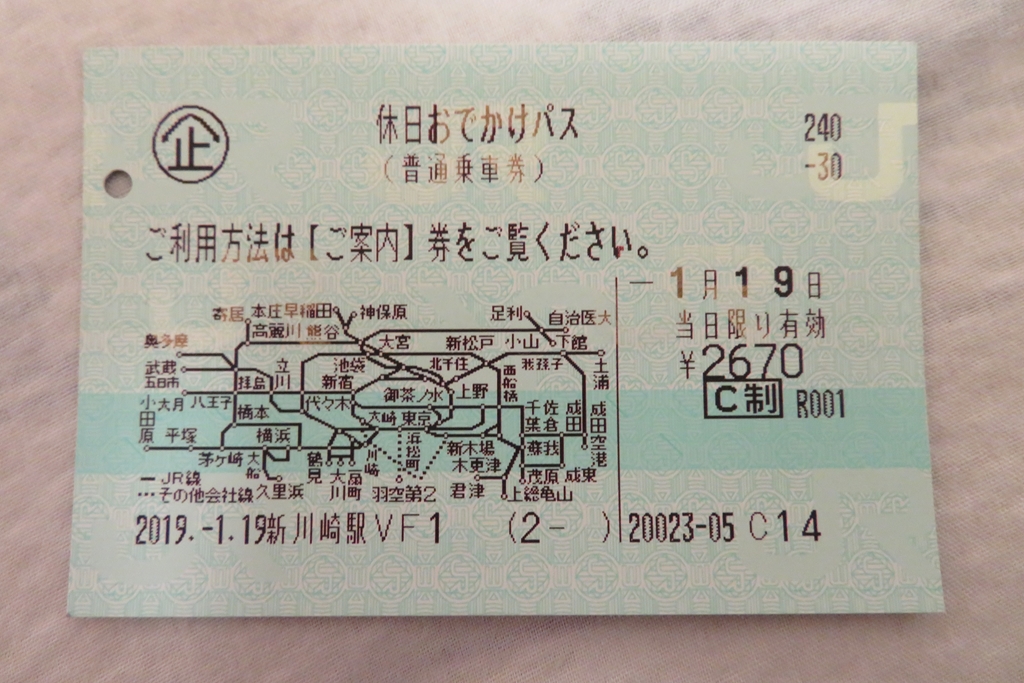 企
休日おでかけパス
240
(普通乗車券)
-30
ご利用方法は【ご案内】券をご覧ください。
-1月19日
当日限り有効
¥2670
C制 R001
寄居 本庄早稲田 神保原 足利 自治医大
奥多摩 高麗川 熊谷 大宮 新松戸 小山 下館
武蔵五日市 拝島 立川 池袋 北千住 我孫子 土浦
新宿 御茶ノ水 上野 西船橋
小田原 大月 八王子 橋本 代々木 大崎 東京 千葉 佐倉 成田 成田空港
平塚 横浜 浜松町 新木場 蘇我
茅ヶ崎 大船 鶴見 大川 扇町 川崎 木更津 茂原 成東
久里浜 羽空第2 君津 上総亀山
━JR線
…その他会社線
2019.-1.19新川崎駅VF1 (2- ) 20023-05 C14